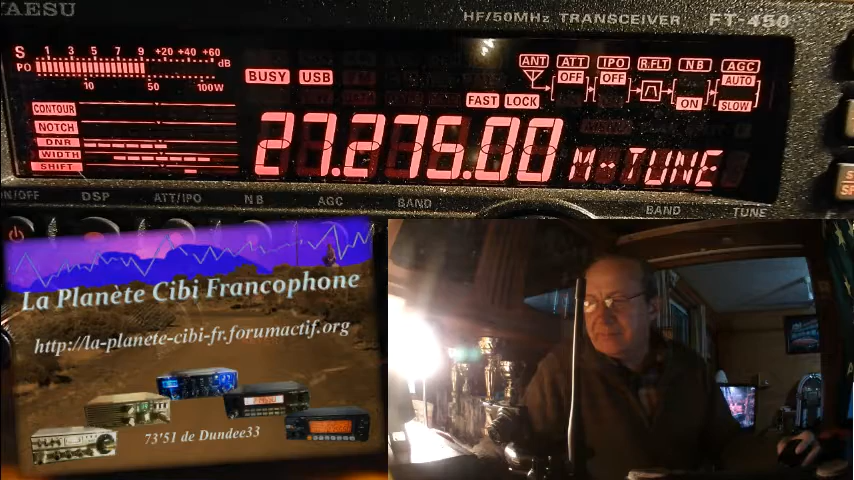 AESU
HF/50MHz TRANSCEIVER FT-450
S 1 3 5 7 9 +20 +40 +60 dB
PO 10 50 100W
BUSY USB
ANT ATT IPO R.FLT NB AGC
OFF OFF ON AUTO SLOW
FAST LOCK
CONTOUR
NOTCH
DNR
WIDTH
SHIFT
27.275.00 M--TUNE
ON/OFF DSP ATT/IPO NB AGC BAND BAND TUNE
La Planète Cibi Francophone
http://la-planete-cibi-fr.forumactif.org
73'51 de Dundee33